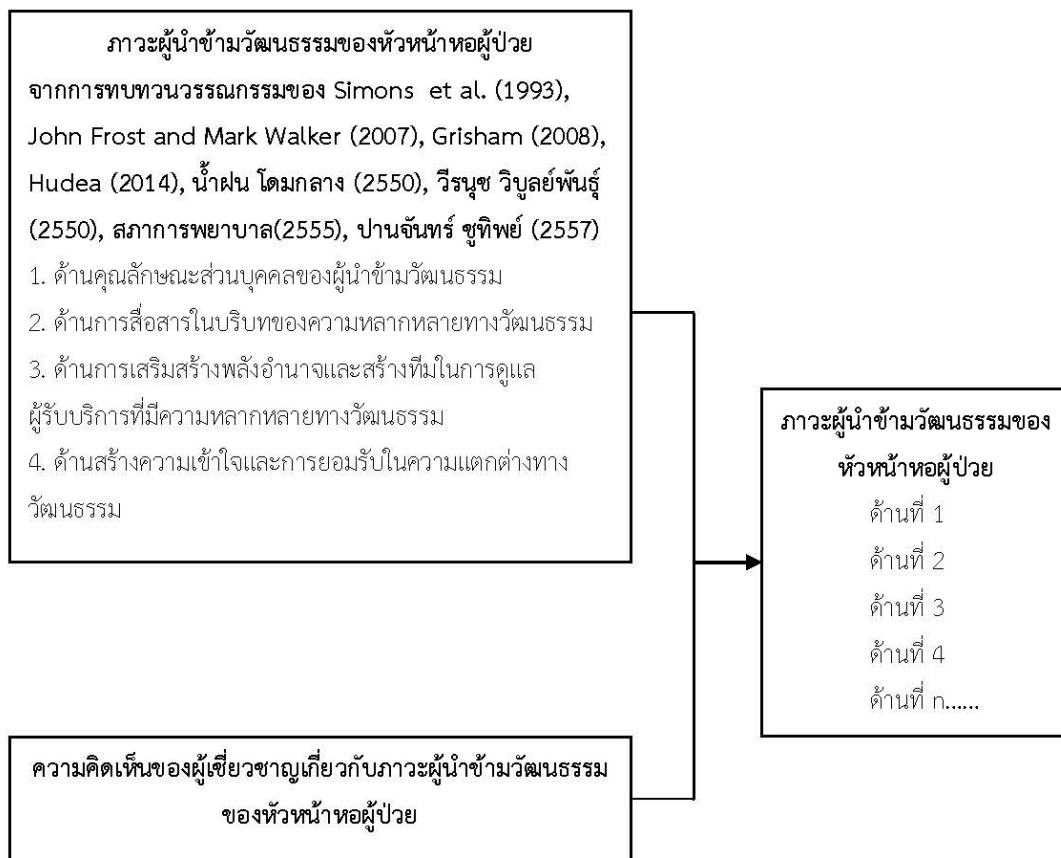 ภาวะผู้นำข้ามวัฒนธรรมของหัวหน้าหอผู้ป่วย
จากการทบทวนวรรณกรรมของ Simons et al. (1993),
John Frost and Mark Walker (2007), Grisham (2008),
Hudea (2014), น้ำฝน โดมกลาง (2550), วีรนุช วิบูลย์พันธุ์
(2550), สภาการพยาบาล(2555), ปานจันทร์ ชูทิพย์ (2557)
1. ด้านคุณลักษณะส่วนบุคคลของผู้นำข้ามวัฒนธรรม
2. ด้านการสื่อสารในบริบทของความหลากหลายทางวัฒนธรรม
3. ด้านการเสริมสร้างพลังอำนาจและสร้างทีมในการดูแล
ผู้รับบริการที่มีความหลากหลายทางวัฒนธรรม
4. ด้านสร้างความเข้าใจและการยอมรับในความแตกต่างทาง
วัฒนธรรม
ภาวะผู้นำข้ามวัฒนธรรมของ
หัวหน้าหอผู้ป่วย
ด้านที่ 1
ด้านที่ 2
ด้านที่ 3
ด้านที่ 4
ด้านที่ n......
ความคิดเห็นของผู้เชี่ยวชาญเกี่ยวกับภาวะผู้นำข้ามวัฒนธรรม
ของหัวหน้าหอผู้ป่วย